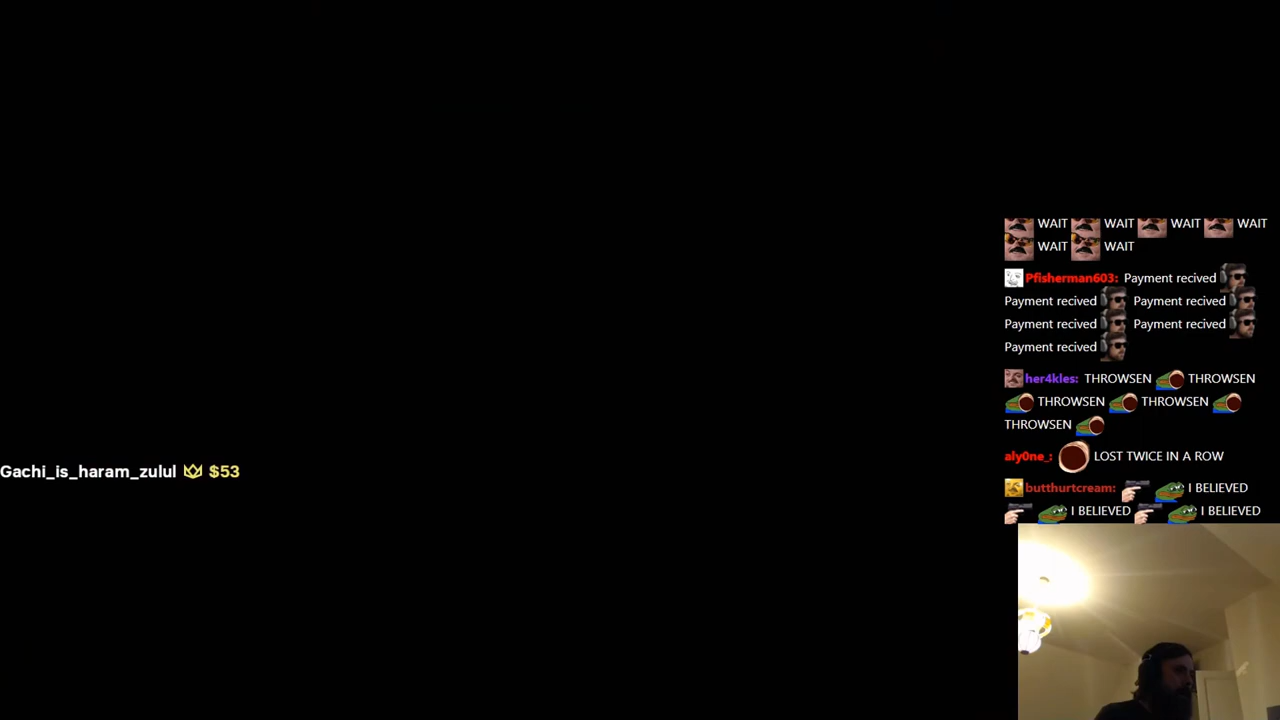 WAIT WAIT WAIT WAIT
WAIT WAIT
Pfisherman603: Payment recived
Payment recived Payment recived
Payment recived Payment recived
Payment recived
her4kles: THROWSEN THROWSEN
THROWSEN THROWSEN
THROWSEN
aly0ne_: LOST TWICE IN A ROW
Gachi_is_haram_zulul $53
butthurtcream: I BELIEVED
I BELIEVED I BELIEVED